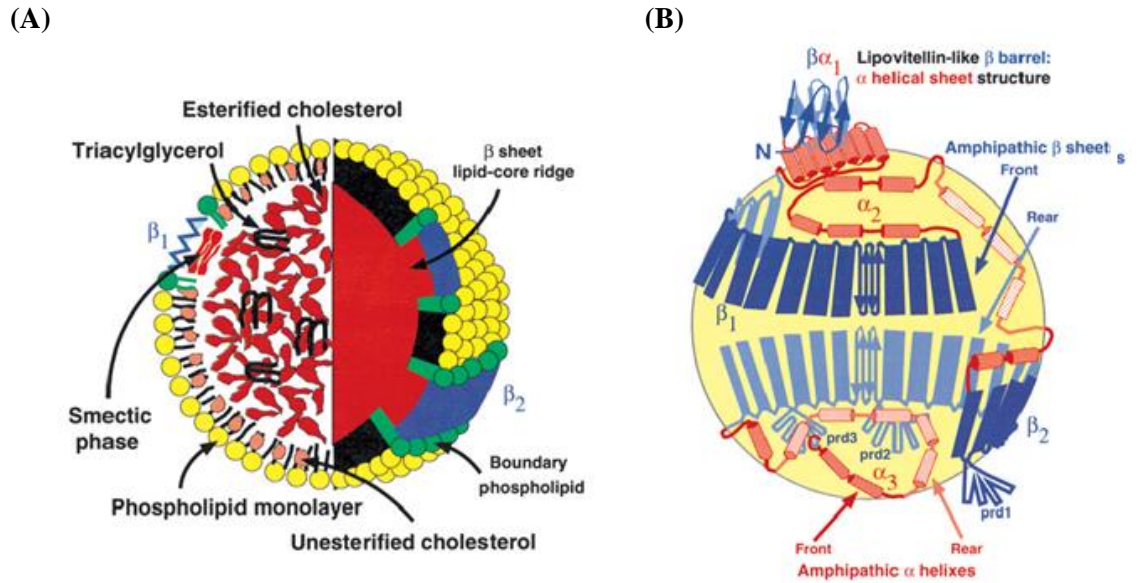 (A)
Esterified cholesterol
Triacylglycerol
β sheet
lipid-core ridge
β1
β2
Smectic
phase
Boundary
phospholipid
Phospholipid monolayer
Unesterified cholesterol
(B)
βα1
Lipovitellin-like β barrel:
α helical sheet structure
N
Amphipathic β sheets
Front
α2
Rear
β1
β2
prd3
C
prd2
α3
prd1
Front
Rear
Amphipathic α helixes